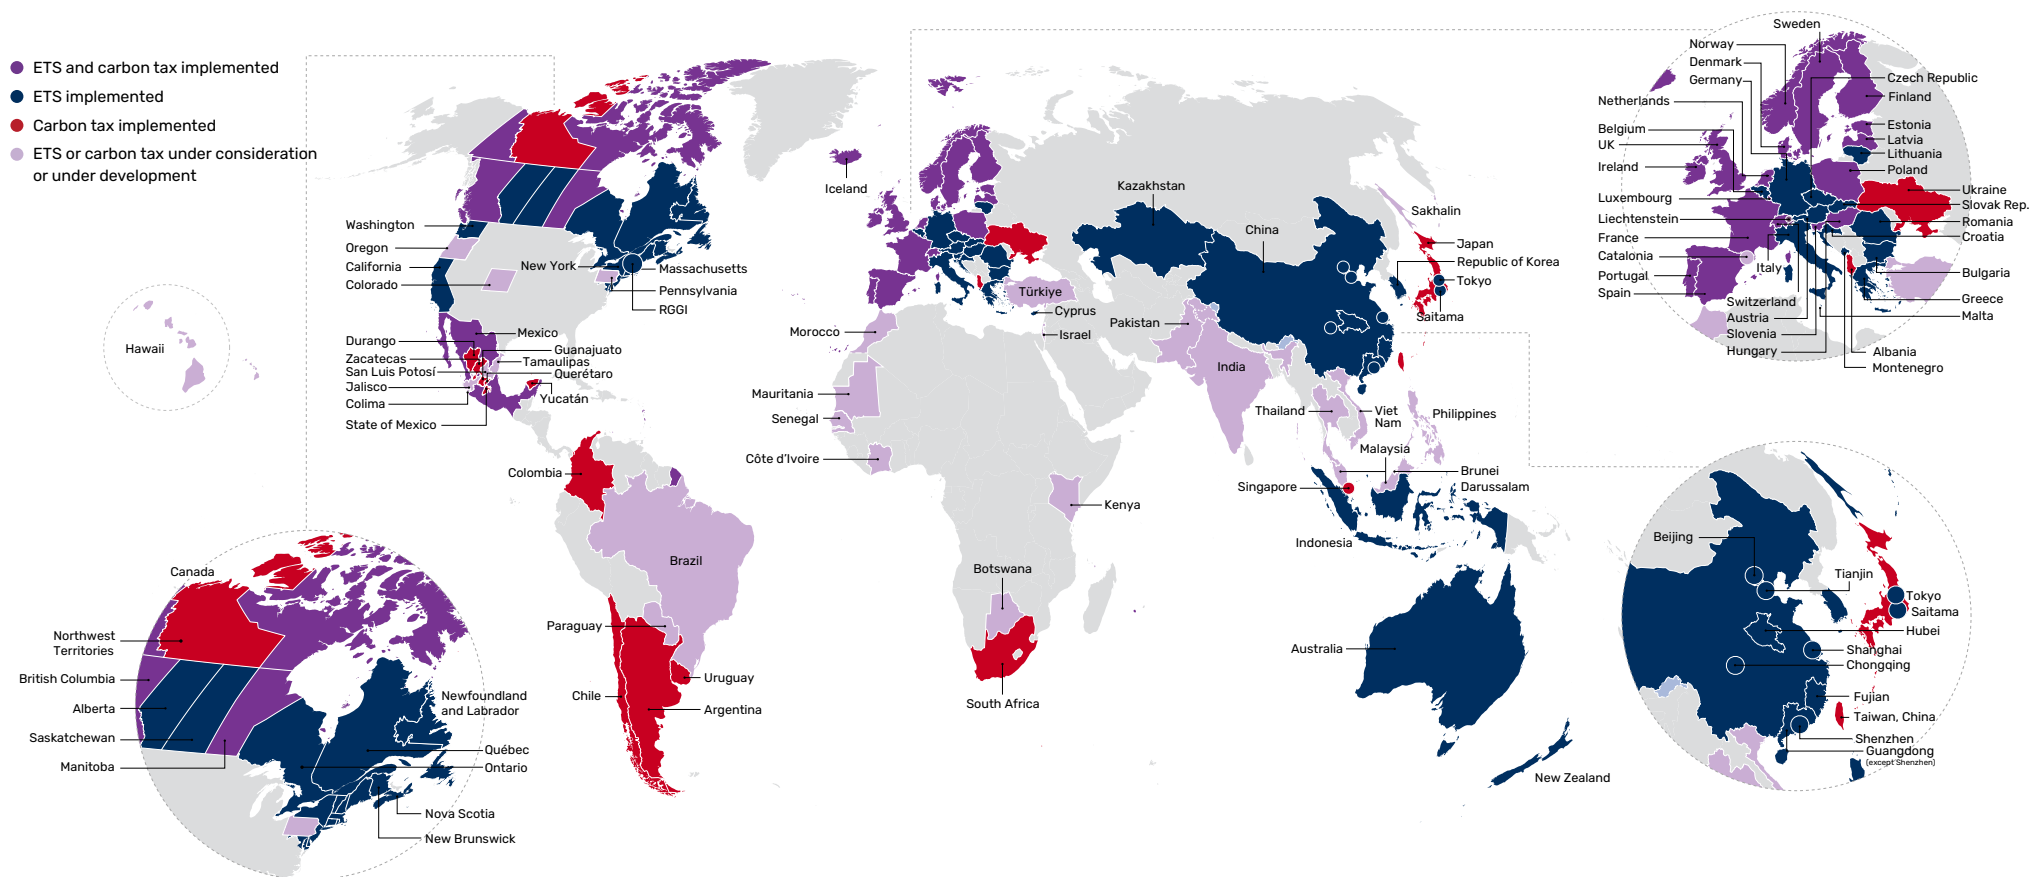 ETS and carbon tax implemented
ETS implemented
Carbon tax implemented
ETS or carbon tax under consideration
or under development
Hawaii
Washington
Oregon
California
Colorado
New York
Massachusetts
Pennsylvania
RGGI
Durango
Zacatecas
San Luis Potosí
Jalisco
Colima
State of Mexico
Mexico
Guanajuato
Tamaulipas
Querétaro
Yucatán
Colombia
Brazil
Paraguay
Chile
Uruguay
Argentina
Iceland
Morocco
Mauritania
Senegal
Côte d’Ivoire
Kenya
Botswana
South Africa
Türkiye
Cyprus
Israel
Kazakhstan
China
Pakistan
India
Thailand
Viet
Nam
Philippines
Malaysia
Brunei
Darussalam
Singapore
Indonesia
Australia
New Zealand
Sakhalin
Japan
Republic of Korea
Tokyo
Saitama
Canada
Northwest
Territories
British Columbia
Alberta
Saskatchewan
Manitoba
Newfoundland
and Labrador
Québec
Ontario
Nova Scotia
New Brunswick
Sweden
Norway
Denmark
Germany
Netherlands
Belgium
UK
Ireland
Luxembourg
Liechtenstein
France
Catalonia
Portugal
Spain
Italy
Switzerland
Austria
Slovenia
Hungary
Czech Republic
Finland
Estonia
Latvia
Lithuania
Poland
Ukraine
Slovak Rep.
Romania
Croatia
Bulgaria
Greece
Malta
Albania
Montenegro
Beijing
Tianjin
Tokyo
Saitama
Hubei
Shanghai
Chongqing
Fujian
Taiwan, China
Shenzhen
Guangdong
(except Shenzhen)